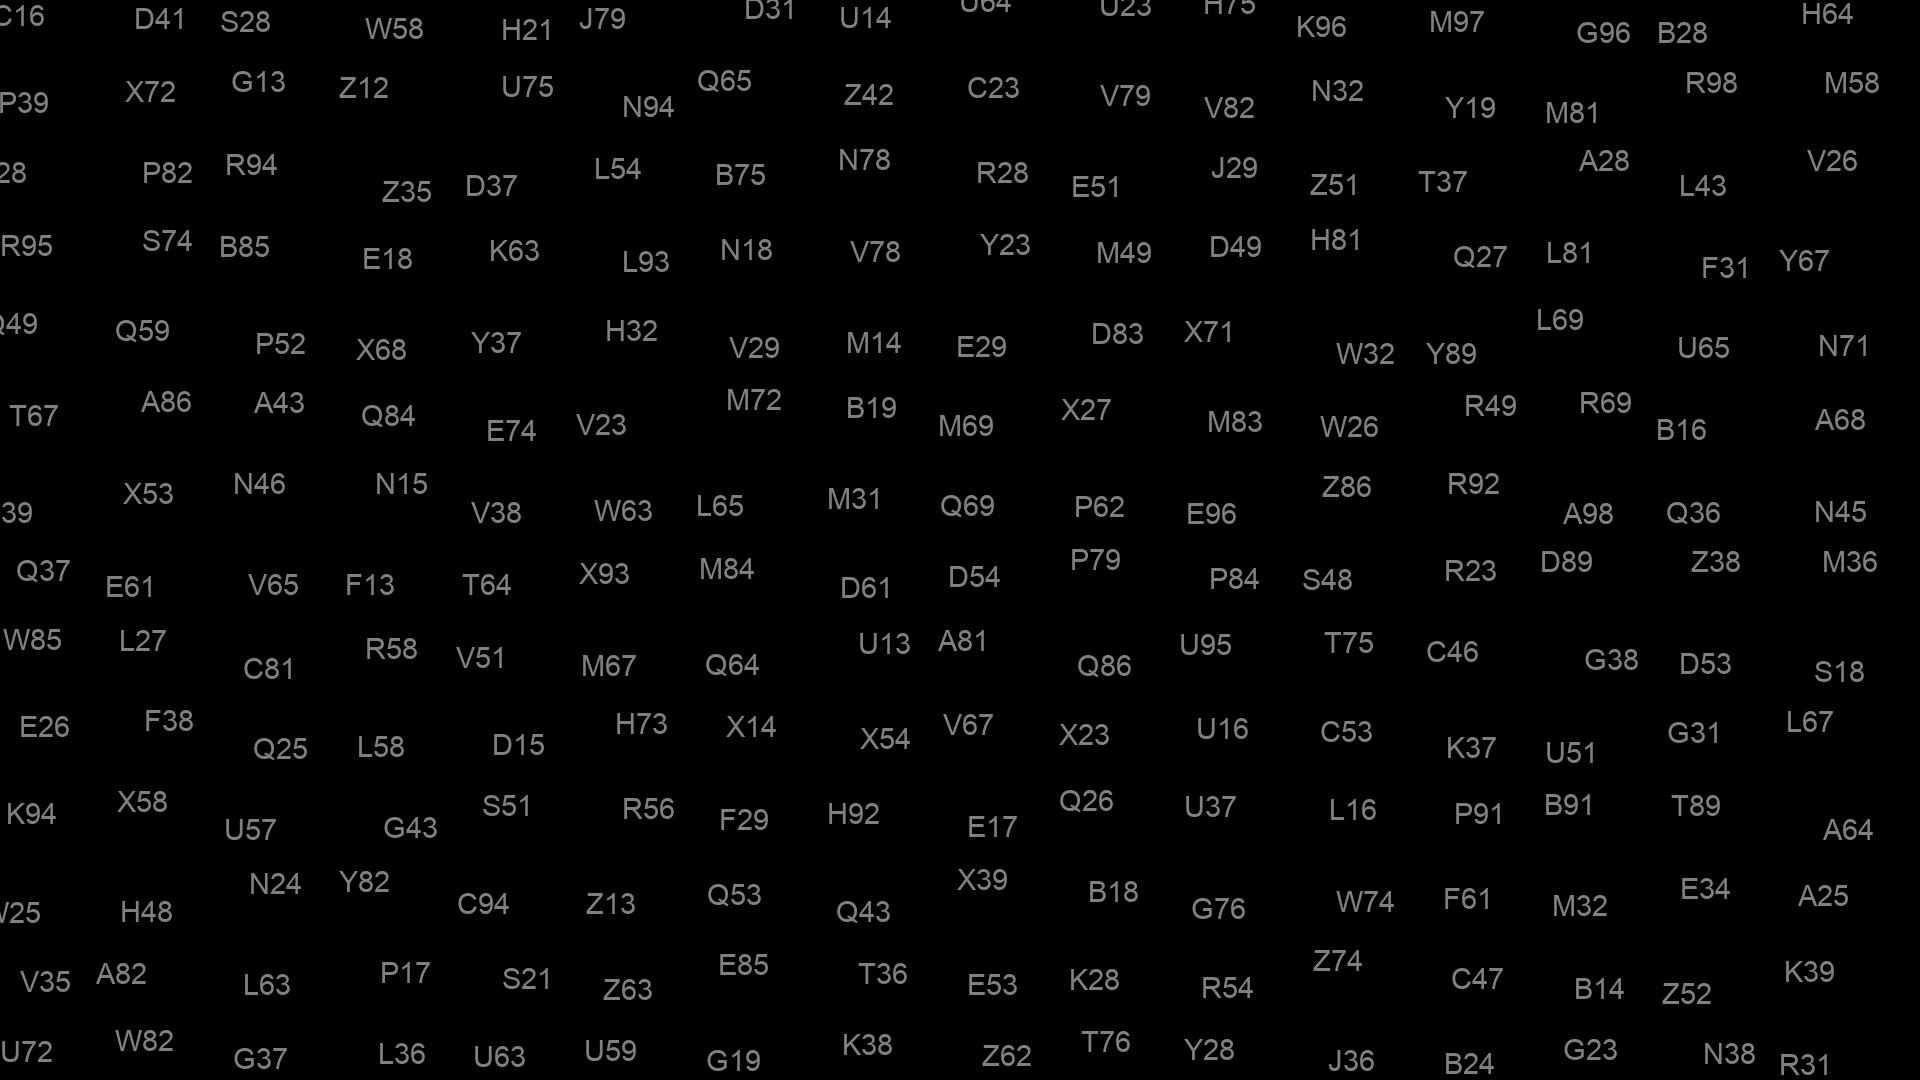 C16 D41 S28 W58 H21 J79 D31 U14 U64 U23 H75 K96 M97 G96 B28 H64
P39 X72 G13 Z12 U75 N94 Q65 Z42 C23 V79 V82 N32 Y19 M81 R98 M58
28 P82 R94 Z35 D37 L54 B75 N78 R28 E51 J29 Z51 T37 A28 L43 V26
R95 S74 B85 E18 K63 L93 N18 V78 Y23 M49 D49 H81 Q27 L81 F31 Y67
Q49 Q59 P52 X68 Y37 H32 V29 M14 E29 D83 X71 W32 Y89 L69 U65 N71
T67 A86 A43 Q84 E74 V23 M72 B19 M69 X27 M83 W26 R49 R69 B16 A68
39 X53 N46 N15 V38 W63 L65 M31 Q69 P62 E96 Z86 R92 A98 Q36 N45
Q37 E61 V65 F13 T64 X93 M84 D61 D54 P79 P84 S48 R23 D89 Z38 M36
W85 L27 C81 R58 V51 M67 Q64 U13 A81 Q86 U95 T75 C46 G38 D53 S18
E26 F38 Q25 L58 D15 H73 X14 X54 V67 X23 U16 C53 K37 U51 G31 L67
K94 X58 U57 G43 S51 R56 F29 H92 E17 Q26 U37 L16 P91 B91 T89 A64
W25 H48 N24 Y82 C94 Z13 Q53 Q43 X39 B18 G76 W74 F61 M32 E34 A25
V35 A82 L63 P17 S21 Z63 E85 T36 E53 K28 R54 Z74 C47 B14 Z52 K39
U72 W82 G37 L36 U63 U59 G19 K38 Z62 T76 Y28 J36 B24 G23 N38 R31